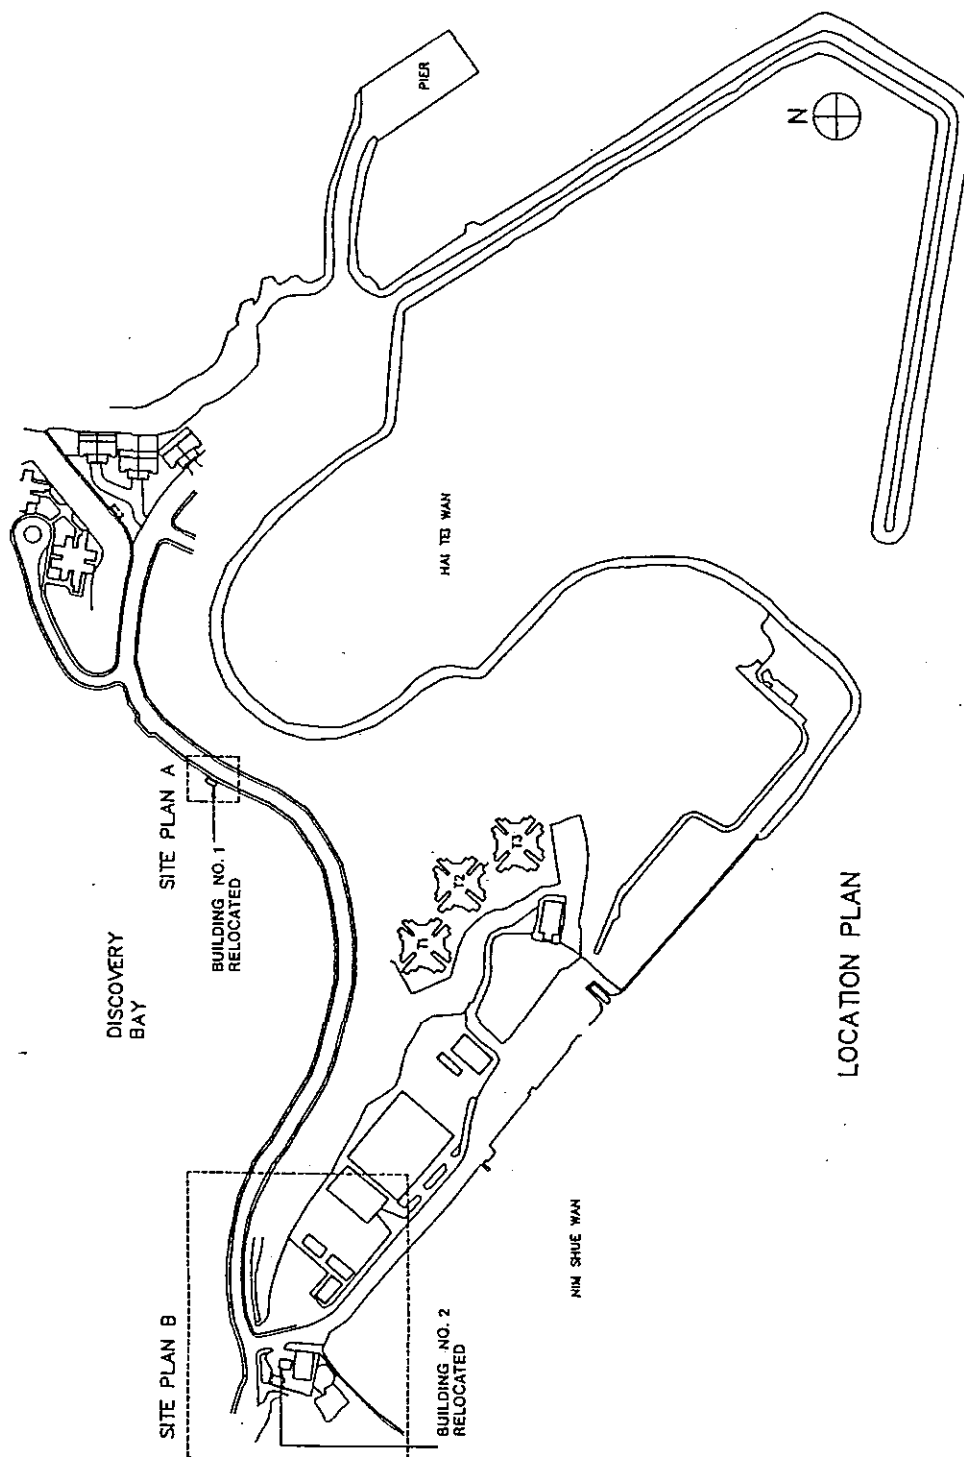 SITE PLAN B
BUILDING NO. 2
RELOCATED
DISCOVERY
BAY
SITE PLAN A
BUILDING NO. 1
RELOCATED
T1
T2
T3
PIER
HAI TEI WAN
NIM SHUE WAN
N
LOCATION PLAN